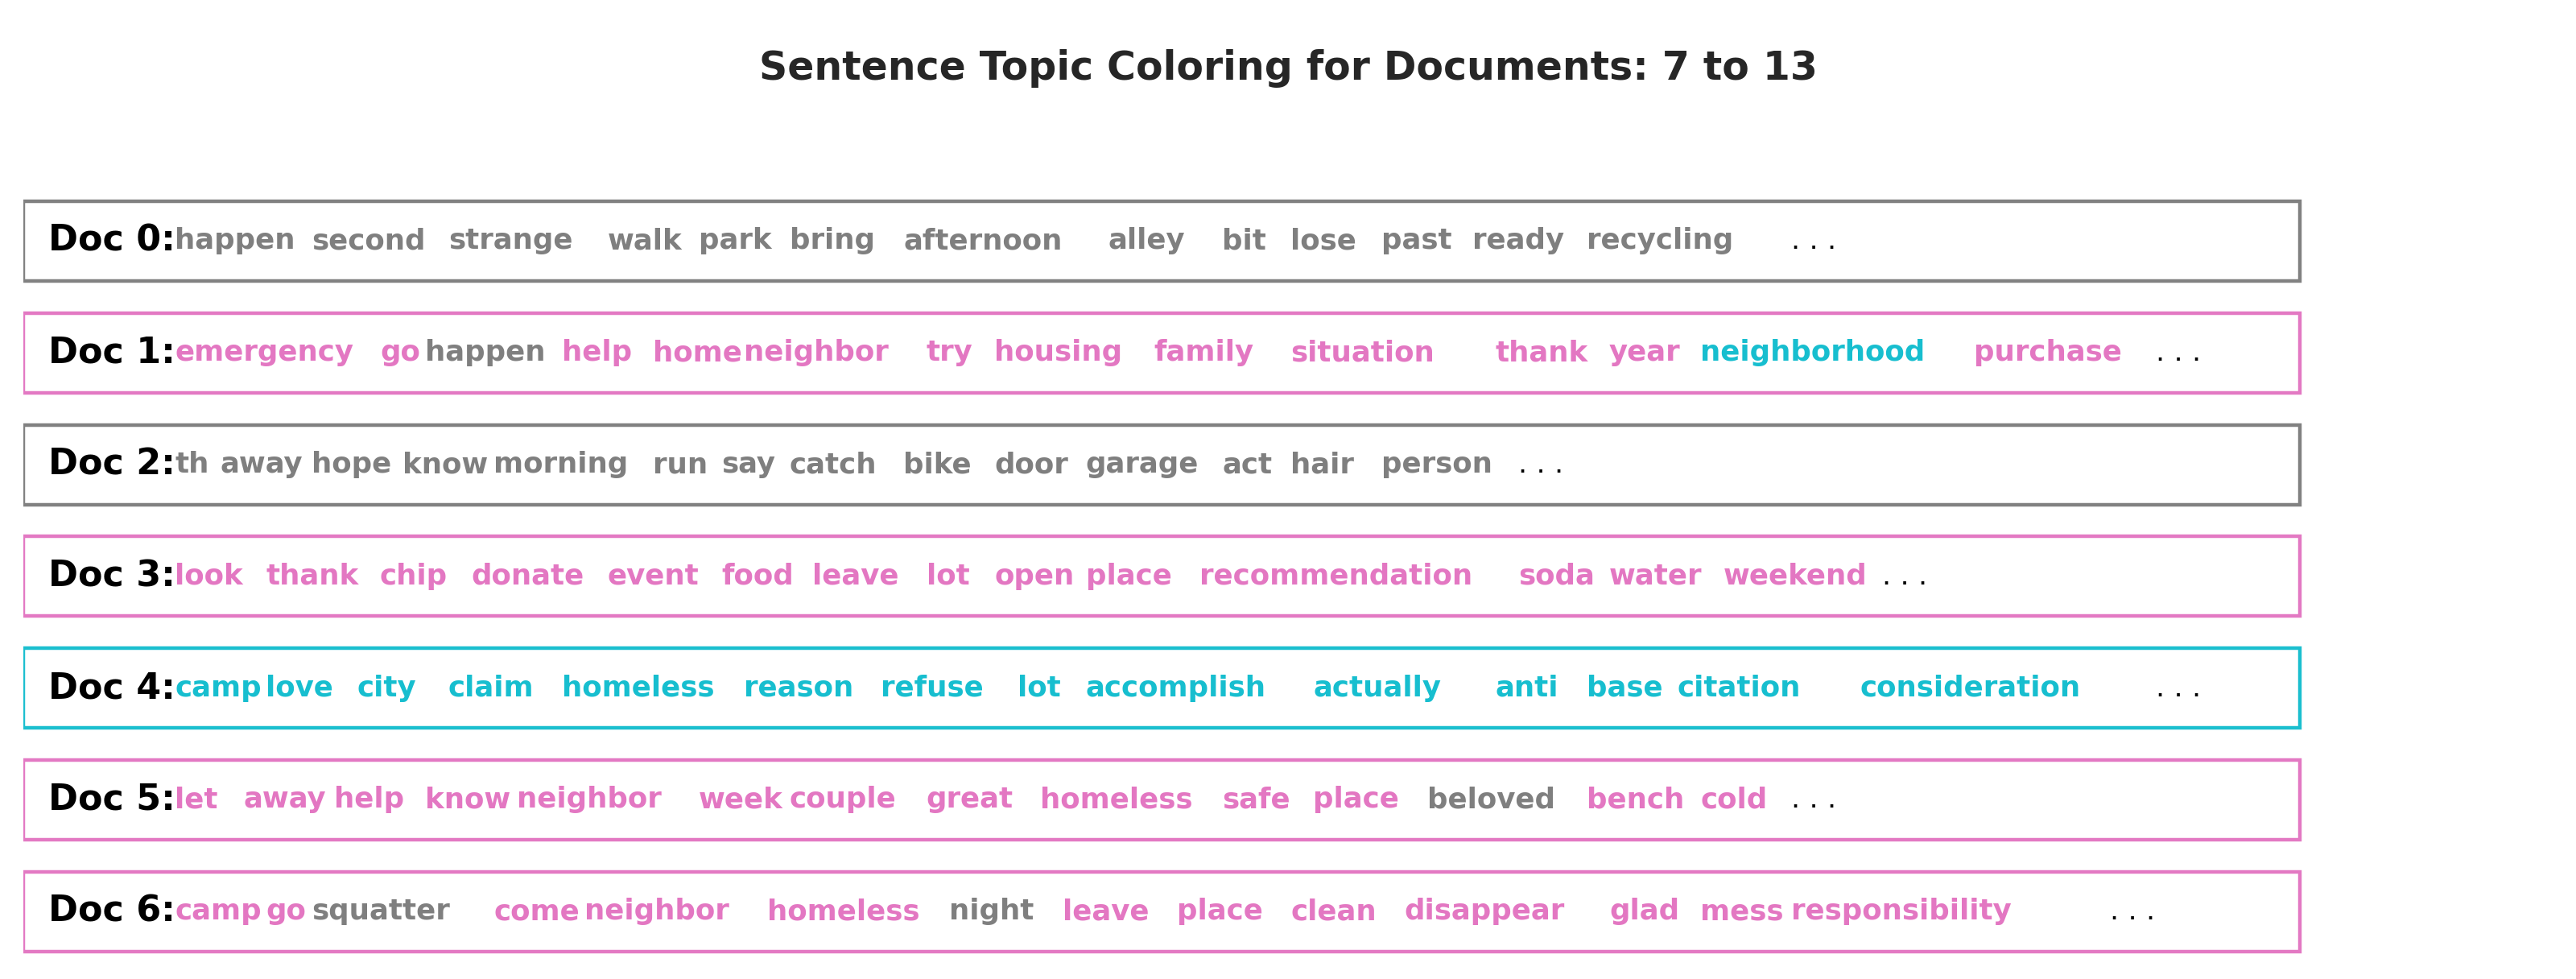 Sentence Topic Coloring for Documents: 7 to 13
Doc 0: happen second strange walk park bring afternoon alley bit lose past ready recycling . . .
Doc 1: emergency go happen help home neighbor try housing family situation thank year neighborhood purchase . . .
Doc 2: th away hope know morning run say catch bike door garage act hair person . . .
Doc 3: look thank chip donate event food leave lot open place recommendation soda water weekend . . .
Doc 4: camp love city claim homeless reason refuse lot accomplish actually anti base citation consideration . . .
Doc 5: let away help know neighbor week couple great homeless safe place beloved bench cold . . .
Doc 6: camp go squatter come neighbor homeless night leave place clean disappear glad mess responsibility . . .